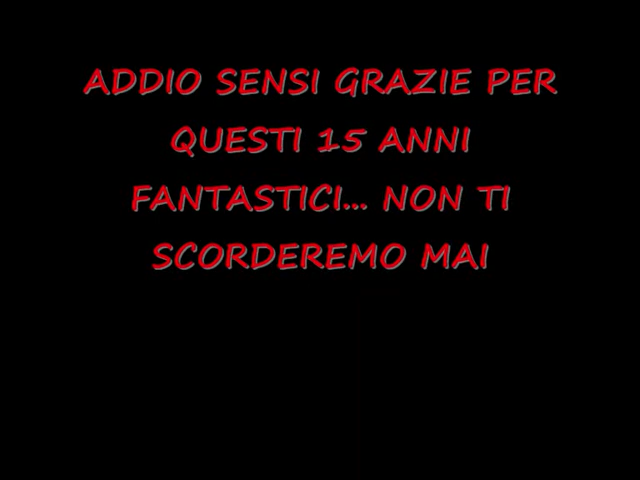 ADDIO SENSI GRAZIE PER
QUESTI 15 ANNI
FANTASTICI... NON TI
SCORDEREMO MAI